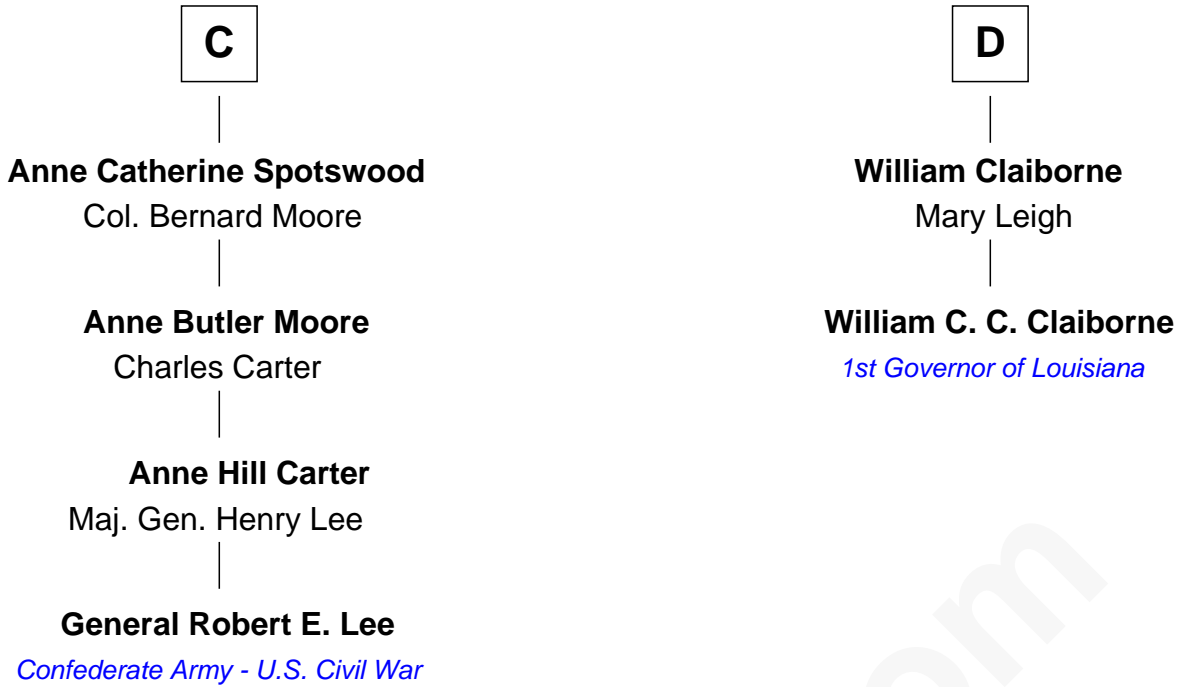 C
Anne Catherine Spotswood
Col. Bernard Moore
Anne Butler Moore
Charles Carter
Anne Hill Carter
Maj. Gen. Henry Lee
General Robert E. Lee
Confederate Army - U.S. Civil War
D
William Claiborne
Mary Leigh
William C. C. Claiborne
1st Governor of Louisiana
om